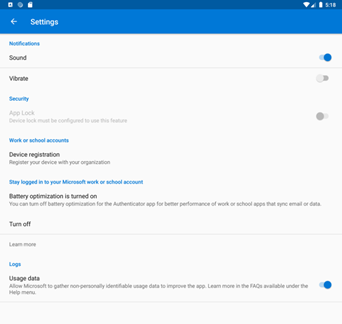 5:18
Settings
Notifications
Sound
Vibrate
Security
App Lock
Device lock must be configured to use this feature
Work or school accounts
Device registration
Register your device with your organization
Stay logged in to your Microsoft work or school account
Battery optimization is turned on
You can turn off battery optimization for the Authenticator app for better performance of work or school apps that sync email or data.
Turn off
Learn more
Logs
Usage data
Allow Microsoft to gather non-personally identifiable usage data to improve the app. Learn more in the FAQs available under the
Help menu.